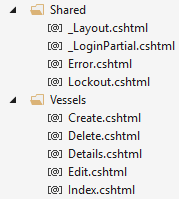 Shared
_Layout.cshtml
_LoginPartial.cshtml
Error.cshtml
Lockout.cshtml
Vessels
Create.cshtml
Delete.cshtml
Details.cshtml
Edit.cshtml
Index.cshtml